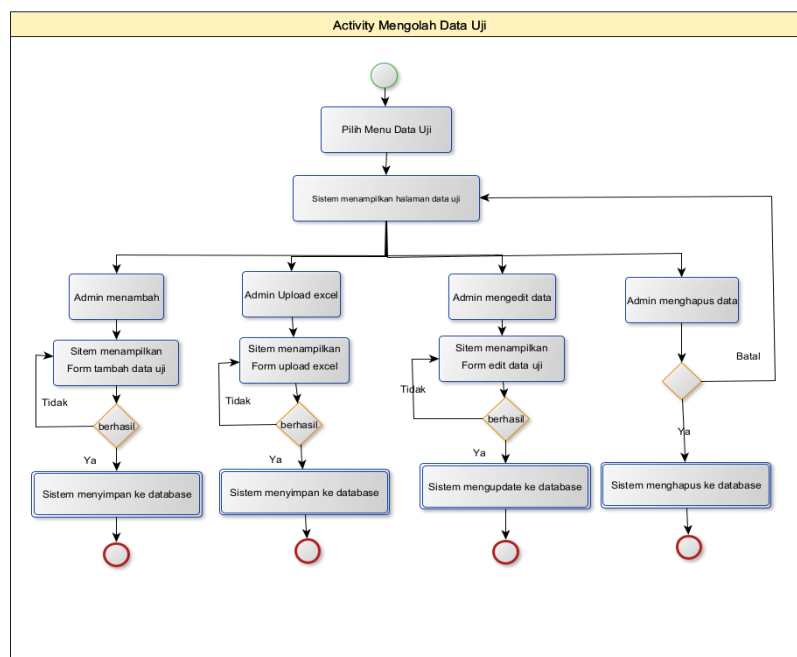 Activity Mengolah Data Uji
Pilih Menu Data Uji
Sistem menampilkan halaman data uji
Admin menambah
Sitem menampilkan
Form tambah data uji
Tidak
berhasil
Ya
Sistem menyimpan ke database
Admin Upload excel
Sitem menampilkan
Form upload excel
Tidak
berhasil
Ya
Sistem menyimpan ke database
Admin mengedit data
Sitem menampilkan
Form edit data uji
Tidak
berhasil
Ya
Sistem mengupdate ke database
Admin menghapus data
Batal
Ya
Sistem menghapus ke database